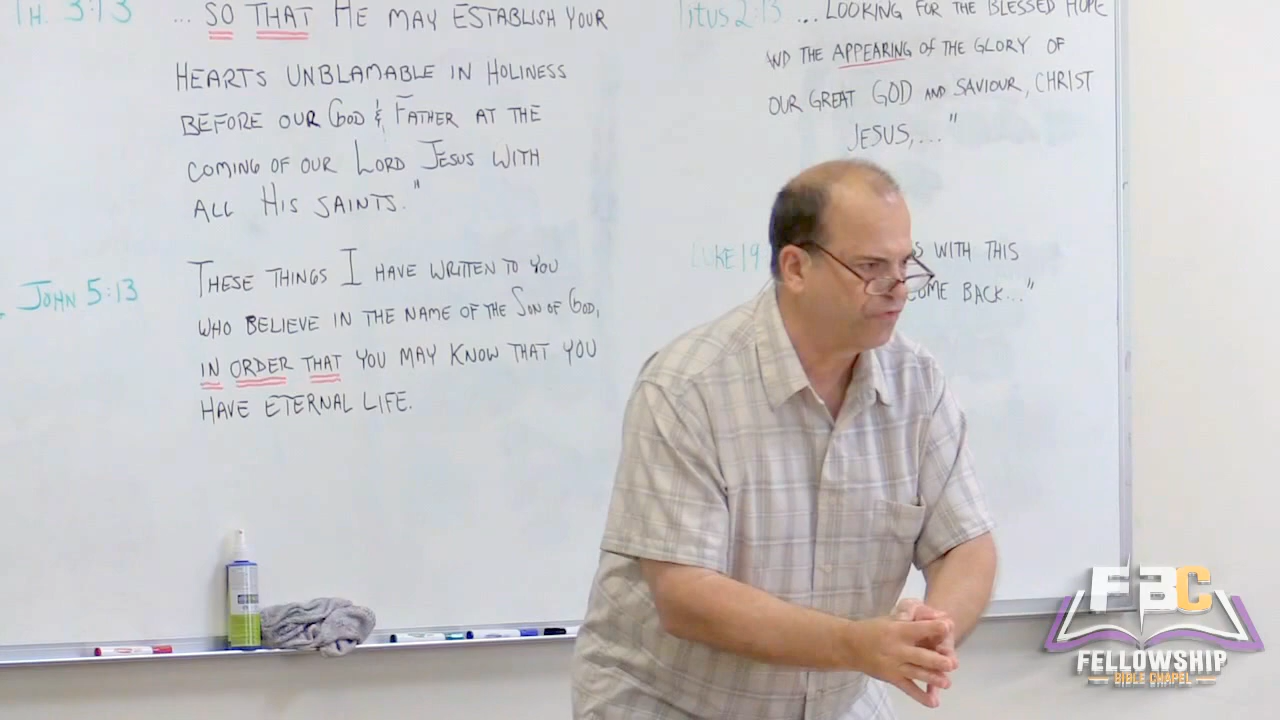 TH. 3:13
... SO THAT HE MAY ESTABLISH YOUR
HEARTS UNBLAMABLE IN HOLINESS
BEFORE OUR GOD & FATHER AT THE
COMING OF OUR LORD JESUS WITH
ALL HIS SAINTS."
JOHN 5:13
THESE THINGS I HAVE WRITTEN TO YOU
WHO BELIEVE IN THE NAME OF THE SON OF GOD,
IN ORDER THAT YOU MAY KNOW THAT YOU
HAVE ETERNAL LIFE.
TITUS 2:13 ... LOOKING FOR THE BLESSED HOPE
AND THE APPEARING OF THE GLORY OF
OUR GREAT GOD AND SAVIOUR, CHRIST
JESUS,..."
LUKE 19
WITH THIS
BACK..."
FBC
FELLOWSHIP
BIBLE CHAPEL